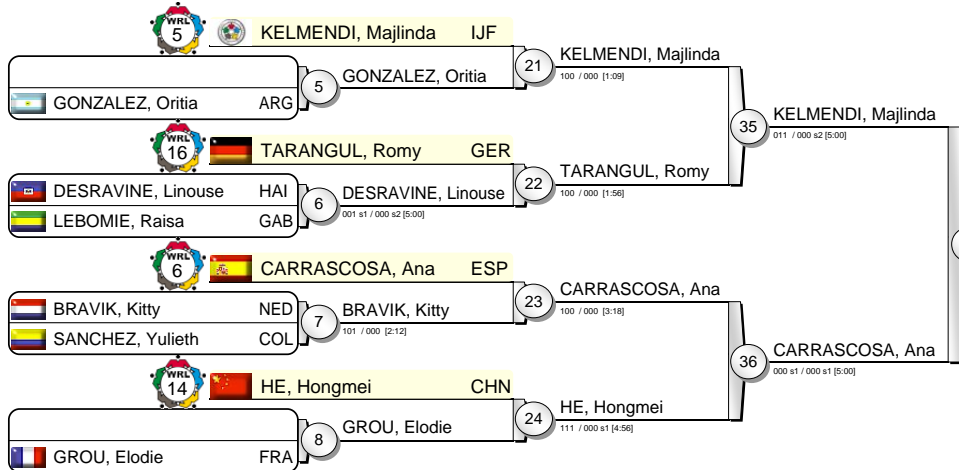 WRL 5 KELMENDI, Majlinda IJF
21 KELMENDI, Majlinda
100 / 000 [1:09]
5 GONZALEZ, Oritia
GONZALEZ, Oritia ARG
35 KELMENDI, Majlinda
011 / 000 s2 [5:00]
WRL 16 TARANGUL, Romy GER
22 TARANGUL, Romy
100 / 000 [1:56]
DESRAVINE, Linouse HAI
6 DESRAVINE, Linouse
001 s1 / 000 s2 [5:00]
LEBOMIE, Raisa GAB
WRL 6 CARRASCOSA, Ana ESP
23 CARRASCOSA, Ana
100 / 000 [3:18]
BRAVIK, Kitty NED
7 BRAVIK, Kitty
101 / 000 [2:12]
SANCHEZ, Yulieth COL
36 CARRASCOSA, Ana
000 s1 / 000 s1 [5:00]
WRL 14 HE, Hongmei CHN
24 HE, Hongmei
111 / 000 s1 [4:56]
8 GROU, Elodie
GROU, Elodie FRA